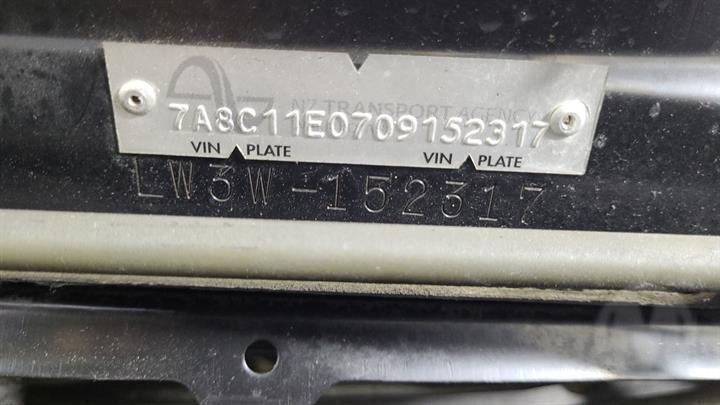 NZ TRANSPORT AGENCY
7A8C11E0709152317
VIN PLATE VIN PLATE
LW3W-152317